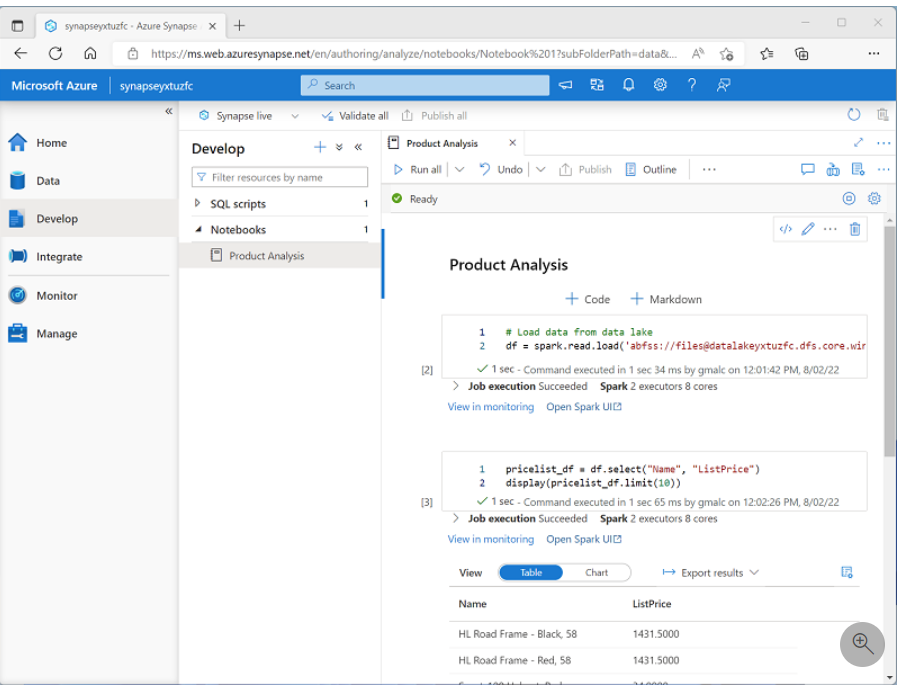 synapseyxtuzfc - Azure Synapse
https://ms.web.azuresynapse.net/en/authoring/analyze/notebooks/Notebook%201?subFolderPath=data&...
Microsoft Azure
synapseyxtuzfc
Search
Synapse live
Validate all
Publish all
Home
Data
Develop
Integrate
Monitor
Manage
Develop
Filter resources by name
SQL scripts 1
Notebooks 1
Product Analysis
Product Analysis
Run all
Undo
Publish
Outline
Ready
Product Analysis
+ Code + Markdown
1 # Load data from data lake
2 df = spark.read.load('abfss://files@datalakeyxtuzfc.dfs.core.win
[2] 1 sec - Command executed in 1 sec 34 ms by gmalc on 12:01:42 PM, 8/02/22
Job execution Succeeded Spark 2 executors 8 cores
View in monitoring Open Spark UI
1 pricelist_df = df.select("Name", "ListPrice")
2 display(pricelist_df.limit(10))
[3] 1 sec - Command executed in 1 sec 65 ms by gmalc on 12:02:26 PM, 8/02/22
Job execution Succeeded Spark 2 executors 8 cores
View in monitoring Open Spark UI
View Table Chart Export results
Name ListPrice
HL Road Frame - Black, 58 1431.5000
HL Road Frame - Red, 58 1431.5000